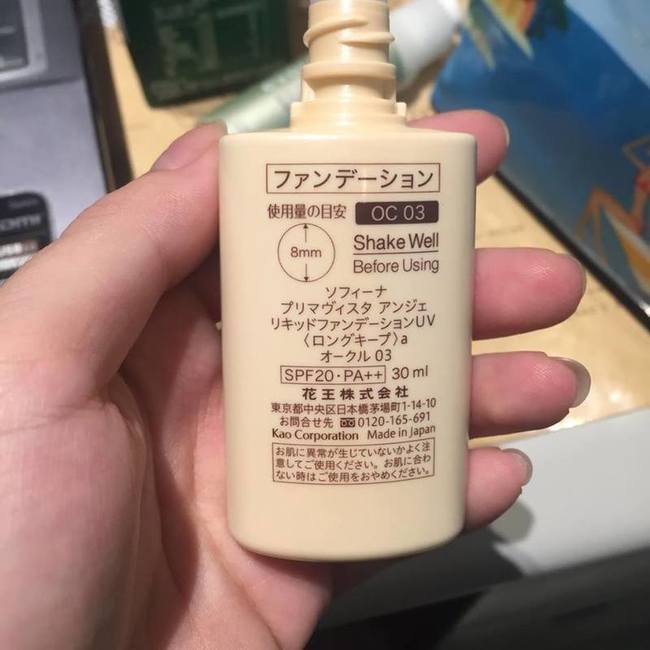 ファンデーション
使用量の目安 OC 03
8mm
Shake Well
Before Using
ソフィーナ
プリマヴィスタ アンジェ
リキッドファンデーションUV
〈ロングキープ〉a
オークル 03
SPF20・PA++ 30 ml
花王株式会社
東京都中央区日本橋茅場町1-14-10
お問合せ先 0120-165-691
Kao Corporation Made in Japan
お肌に異常が生じていないかよく注
意してご使用ください。お肌に合わ
ない時はご使用をおやめください。